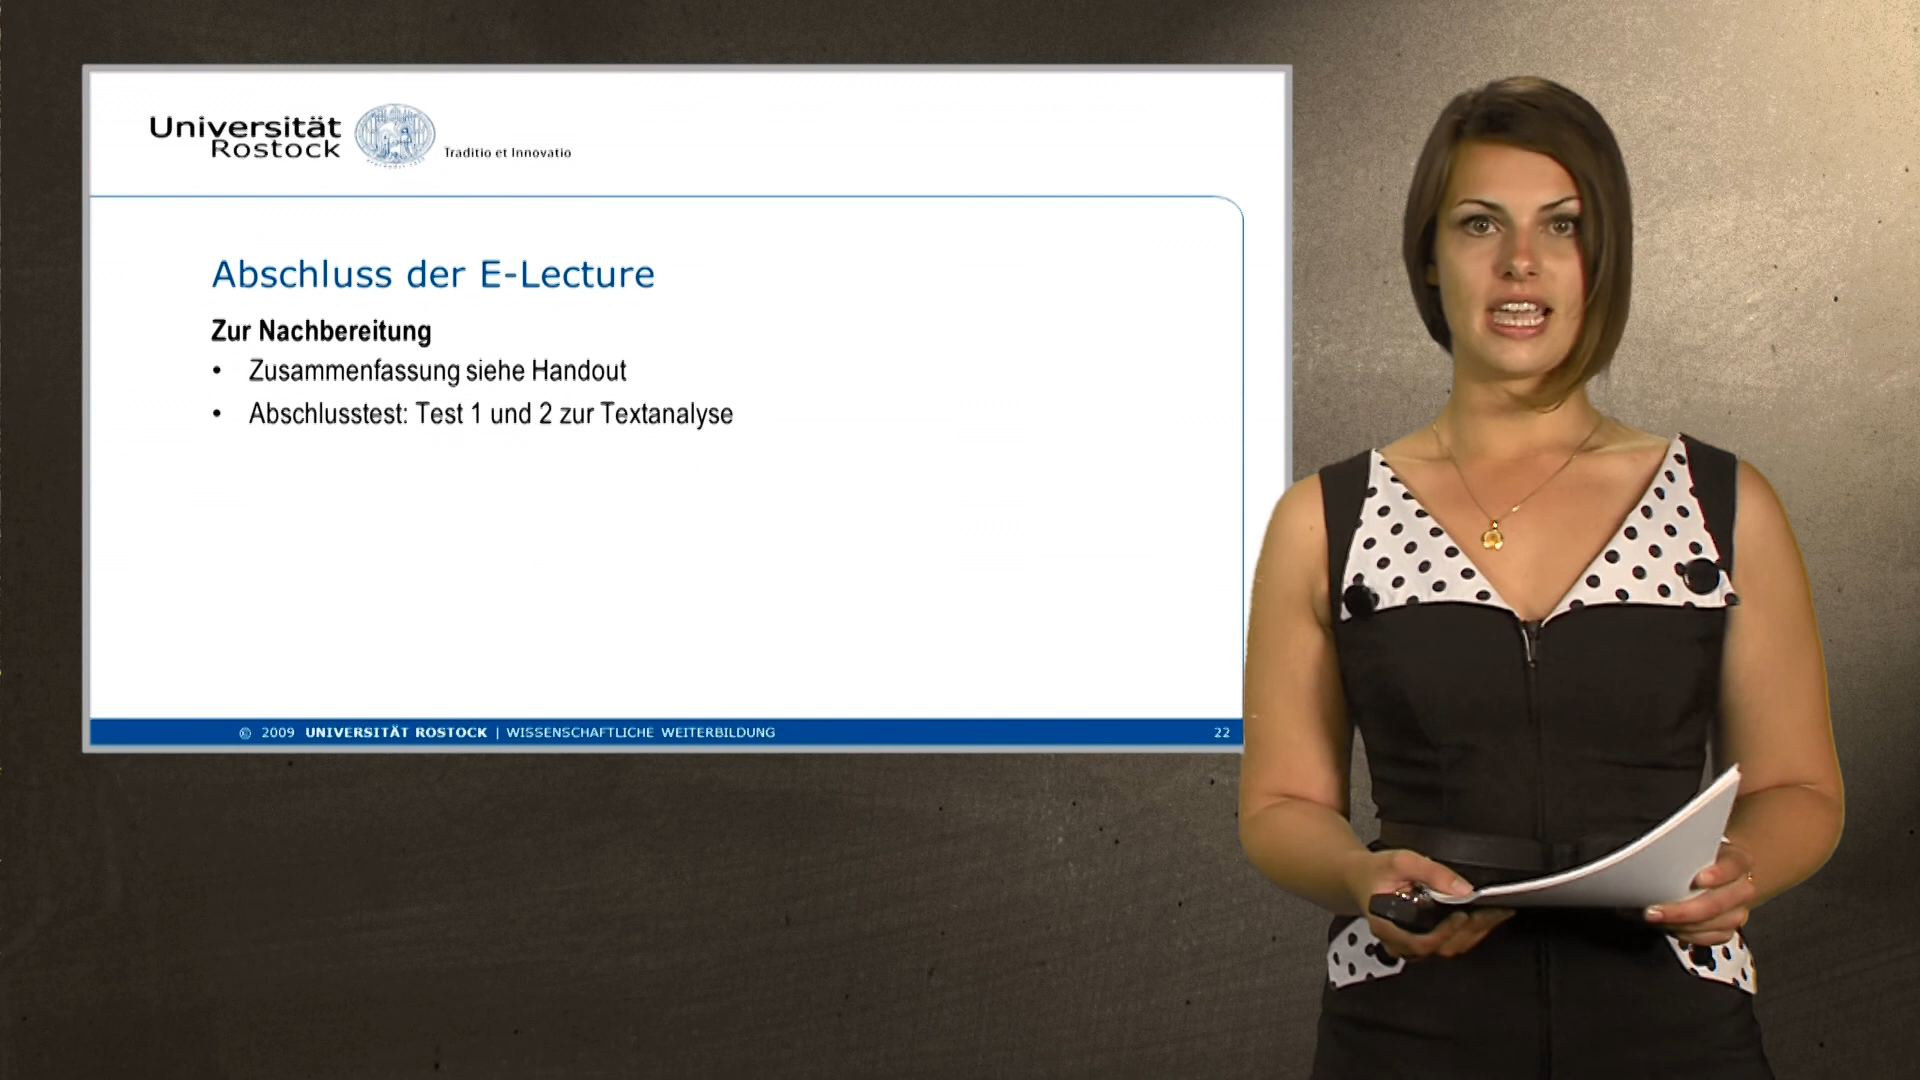 Universität
Rostock
Traditio et Innovatio
Abschluss der E-Lecture
Zur Nachbereitung
• Zusammenfassung siehe Handout
• Abschlusstest: Test 1 und 2 zur Textanalyse
© 2009 UNIVERSITÄT ROSTOCK | WISSENSCHAFTLICHE WEITERBILDUNG 22